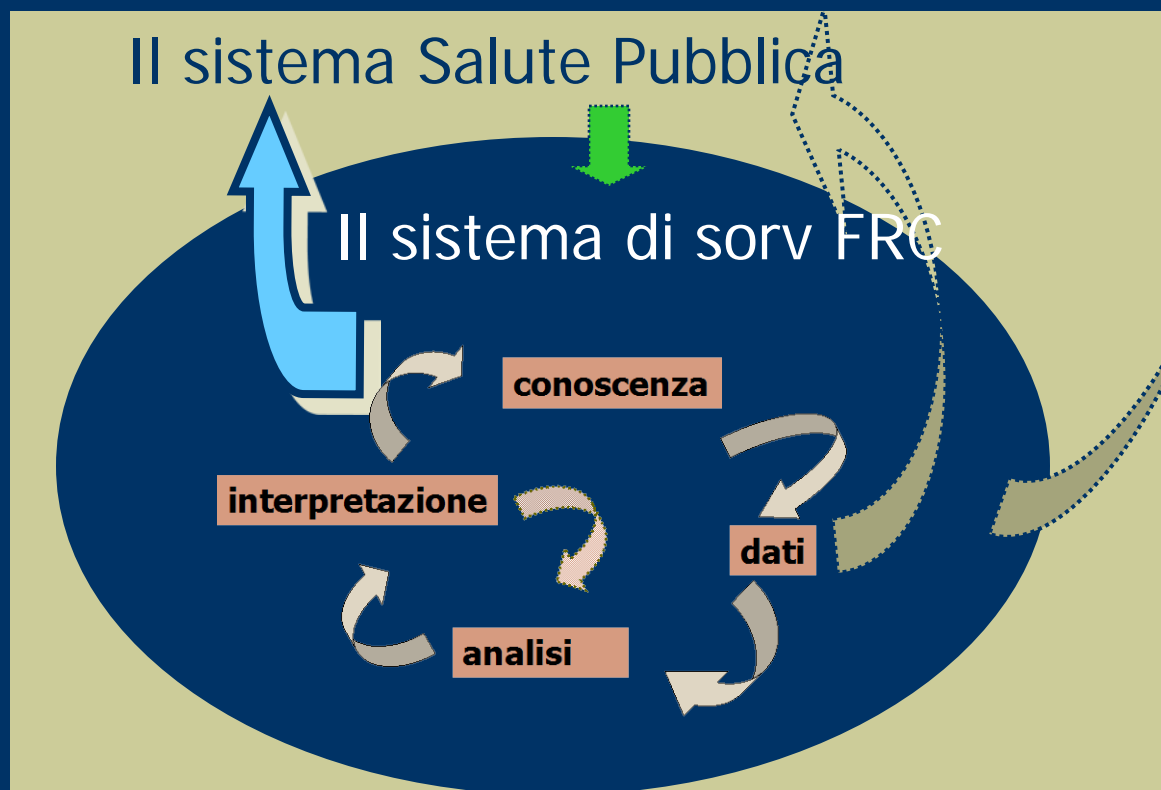 Il sistema Salute Pubblica
Il sistema di sorv FRC
conoscenza
interpretazione
dati
analisi